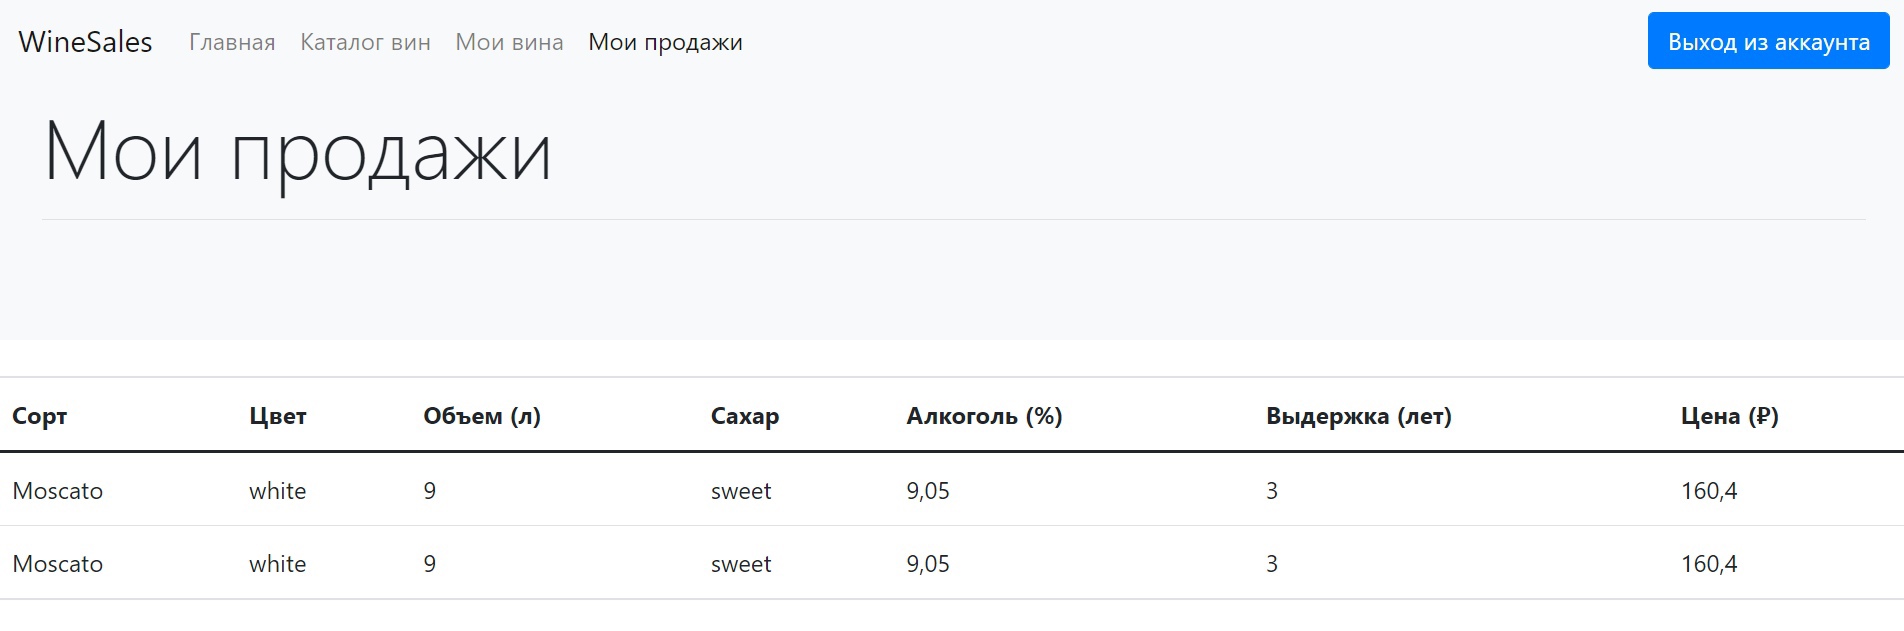 WineSales Главная Каталог вин Мои вина Мои продажи Выход из аккаунта
Мои продажи
Сорт Цвет Объем (л) Сахар Алкоголь (%) Выдержка (лет) Цена (₽)
Moscato white 9 sweet 9,05 3 160,4
Moscato white 9 sweet 9,05 3 160,4